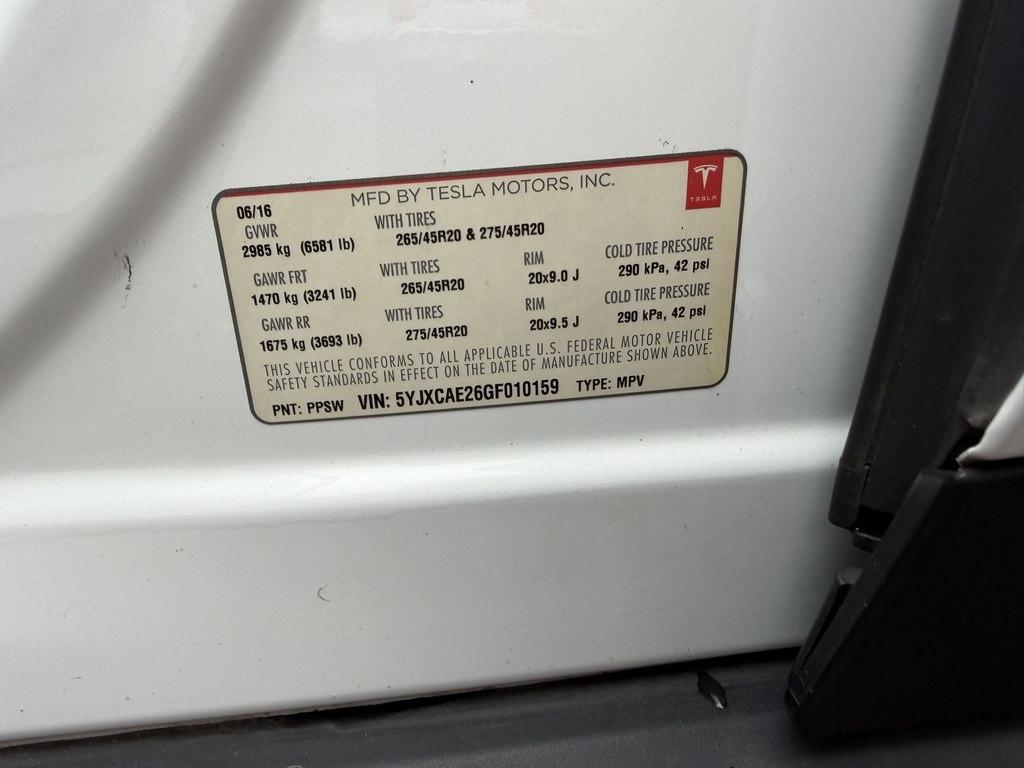 MFD BY TESLA MOTORS, INC.
TESLA
06/16
GVWR WITH TIRES
2985 kg (6581 lb) 265/45R20 & 275/45R20
GAWR FRT WITH TIRES RIM COLD TIRE PRESSURE
1470 kg (3241 lb) 265/45R20 20x9.0 J 290 kPa, 42 psi
GAWR RR WITH TIRES RIM COLD TIRE PRESSURE
1675 kg (3693 lb) 275/45R20 20x9.5 J 290 kPa, 42 psi
THIS VEHICLE CONFORMS TO ALL APPLICABLE U.S. FEDERAL MOTOR VEHICLE
SAFETY STANDARDS IN EFFECT ON THE DATE OF MANUFACTURE SHOWN ABOVE.
PNT: PPSW VIN: 5YJXCAE26GF010159 TYPE: MPV